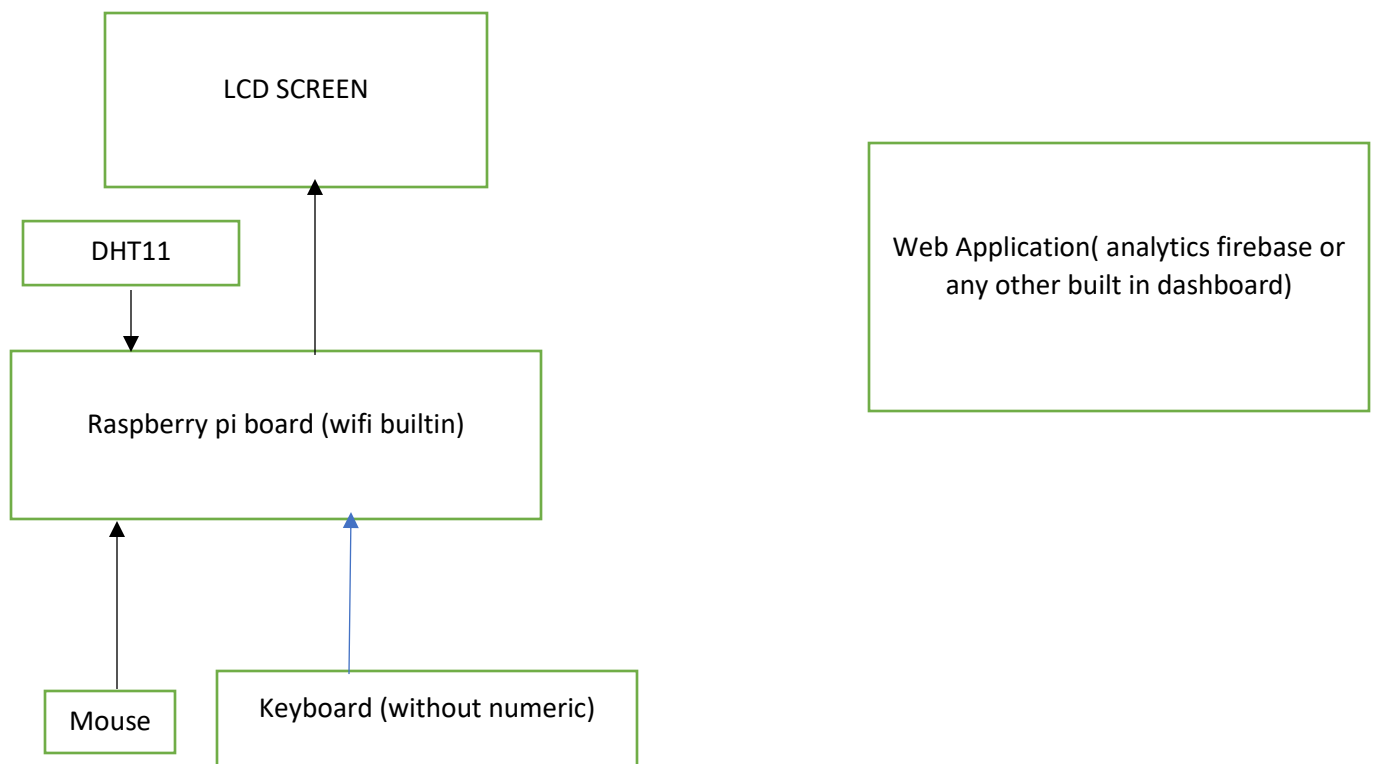 LCD SCREEN
DHT11
Web Application( analytics firebase or
any other built in dashboard)
Raspberry pi board (wifi builtin)
Mouse
Keyboard (without numeric)